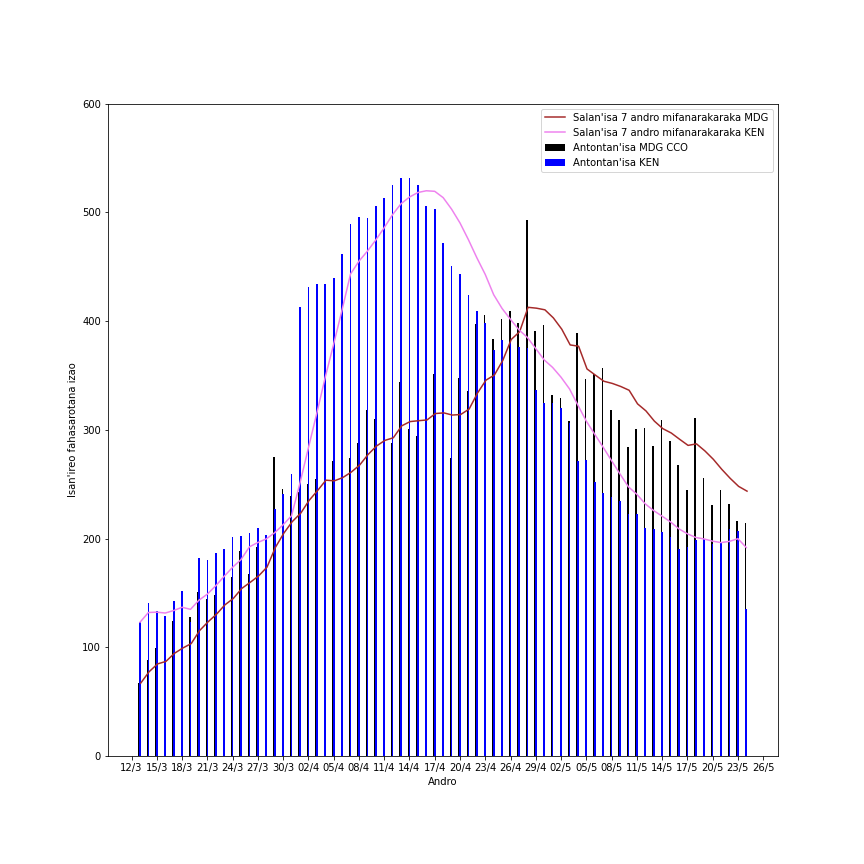 600
500
400
300
200
100
0
Isan'ireo fahasarotana izao
Salan'isa 7 andro mifanarakaraka MDG
Salan'isa 7 andro mifanarakaraka KEN
Antontan'isa MDG CCO
Antontan'isa KEN
12/3 15/3 18/3 21/3 24/3 27/3 30/3 02/4 05/4 08/4 11/4 14/4 17/4 20/4 23/4 26/4 29/4 02/5 05/5 08/5 11/5 14/5 17/5 20/5 23/5 26/5
Andro